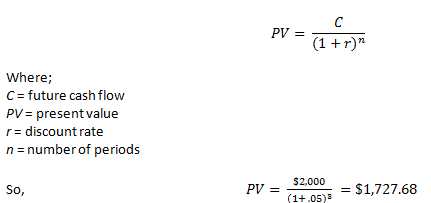 PV = C / (1 + r)ⁿ
Where;
C = future cash flow
PV = present value
r = discount rate
n = number of periods
So,
PV = $2,000 / (1+.05)³ = $1,727.68